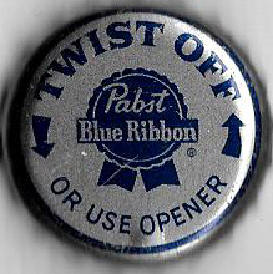 TWIST OFF
Pabst
Blue Ribbon®
OR USE OPENER